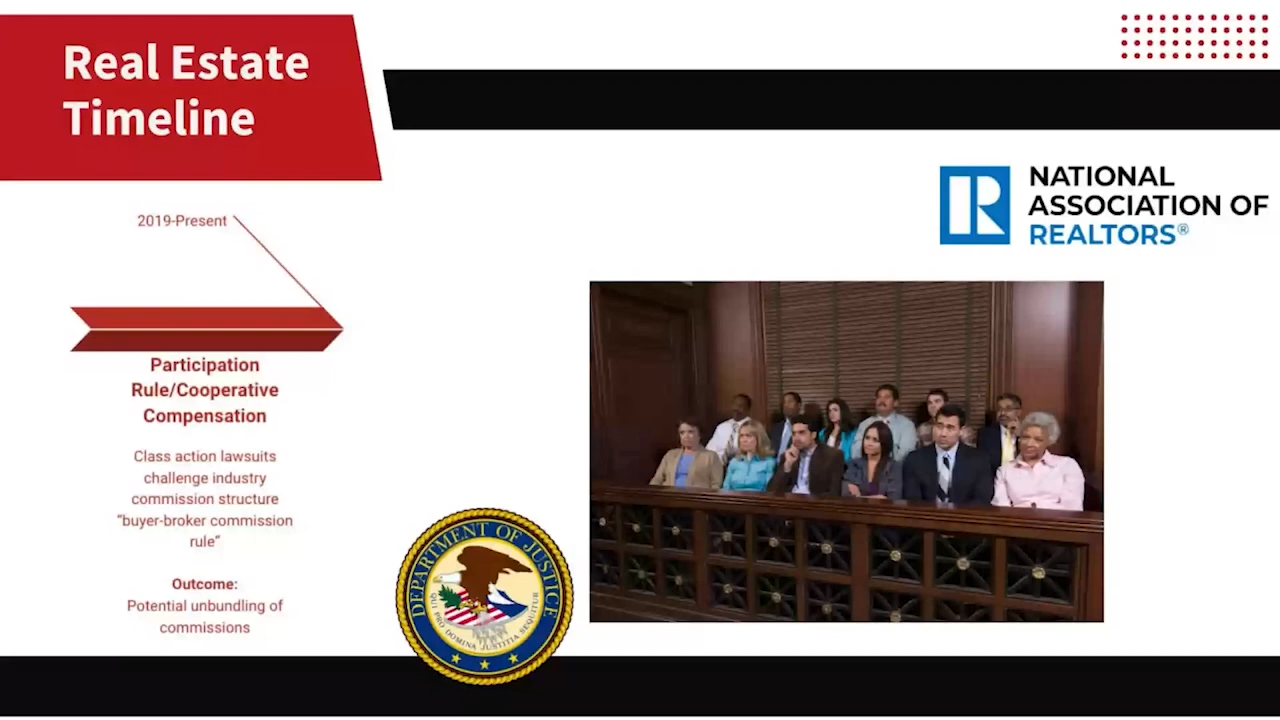 Real Estate
Timeline
NATIONAL
ASSOCIATION OF
REALTORS®
2019-Present
Participation
Rule/Cooperative
Compensation
Class action lawsuits
challenge industry
commission structure
“buyer-broker commission
rule”
Outcome:
Potential unbundling of
commissions
DEPARTMENT OF JUSTICE
QUI PRO DOMINA JUSTITIA SEQUITUR